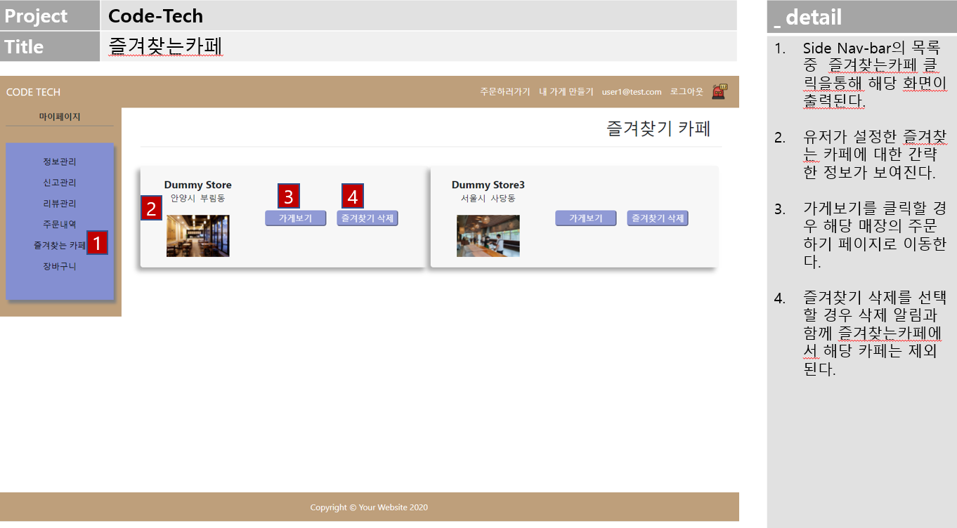 Project
Code-Tech
Title
즐겨찾는카페
_ detail
CODE TECH
주문하러가기 내 가게 만들기 user1@test.com 로그아웃
마이페이지
정보관리
신고관리
리뷰관리
주문내역
즐겨찾는 카페
1
장바구니
즐겨찾기 카페
Dummy Store
안양시 부림동
2
3
4
가게보기
즐겨찾기 삭제
Dummy Store3
서울시 사당동
가게보기
즐겨찾기 삭제
Copyright © Your Website 2020
1. Side Nav-bar의 목록
중 즐겨찾는카페 클
릭을통해 해당 화면이
출력된다.
2. 유저가 설정한 즐겨찾
는 카페에 대한 간략
한 정보가 보여진다.
3. 가게보기를 클릭할 경
우 해당 매장의 주문
하기 페이지로 이동한
다.
4. 즐겨찾기 삭제를 선택
할 경우 삭제 알림과
함께 즐겨찾는카페에
서 해당 카페는 제외
된다.